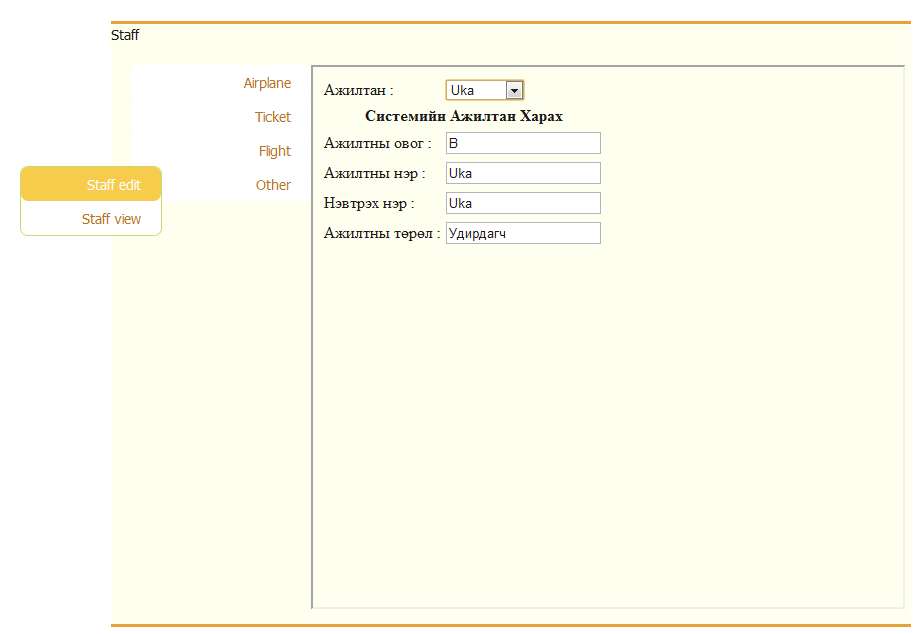 Staff
Airplane
Ticket
Flight
Other
Staff edit
Staff view
Ажилтан : Uka
Системийн Ажилтан Харах
Ажилтны овог : B
Ажилтны нэр : Uka
Нэвтрэх нэр : Uka
Ажилтны төрөл : Удирдагч